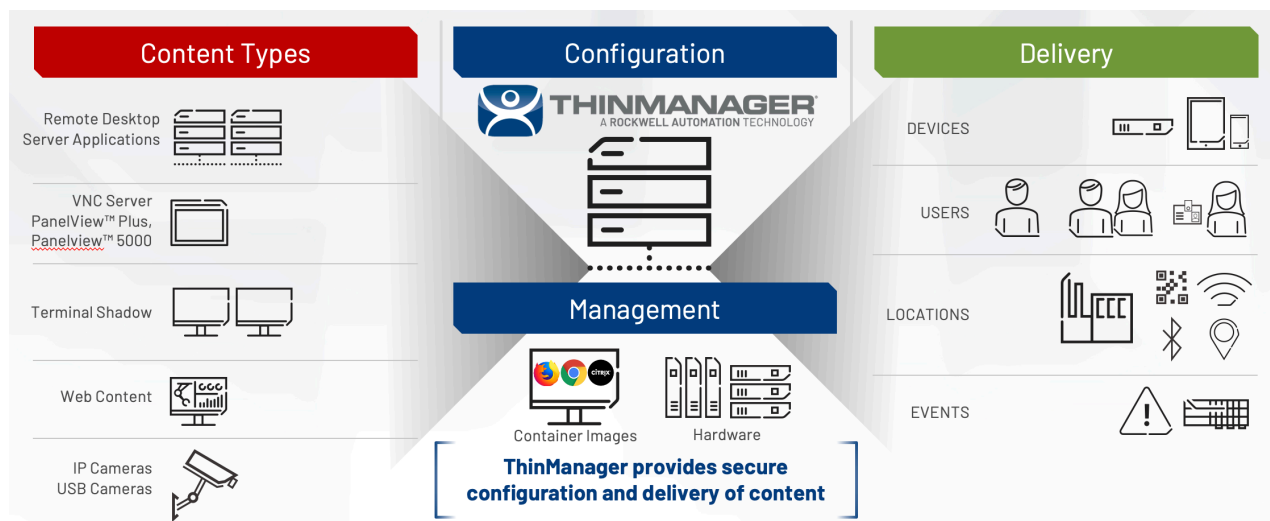 Content Types
Remote Desktop
Server Applications
VNC Server
PanelView™ Plus,
Panelview™ 5000
Terminal Shadow
Web Content
IP Cameras
USB Cameras
Configuration
THINMANAGER®
A ROCKWELL AUTOMATION TECHNOLOGY
Management
CITRIX
Container Images
Hardware
ThinManager provides secure
configuration and delivery of content
Delivery
DEVICES
USERS
LOCATIONS
EVENTS